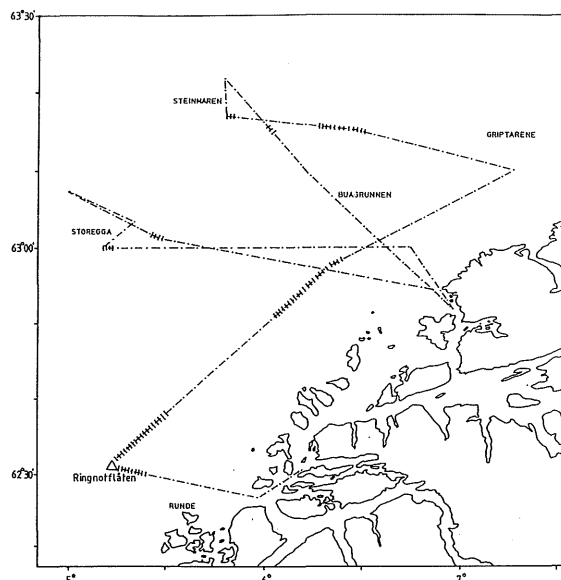 63°30'
STEINHAREN
GRIPTARENE
BUAGRUNNEN
STOREGGA
63°00
62°30
Ringnotflåten
RUNDE
5° 6° 7°